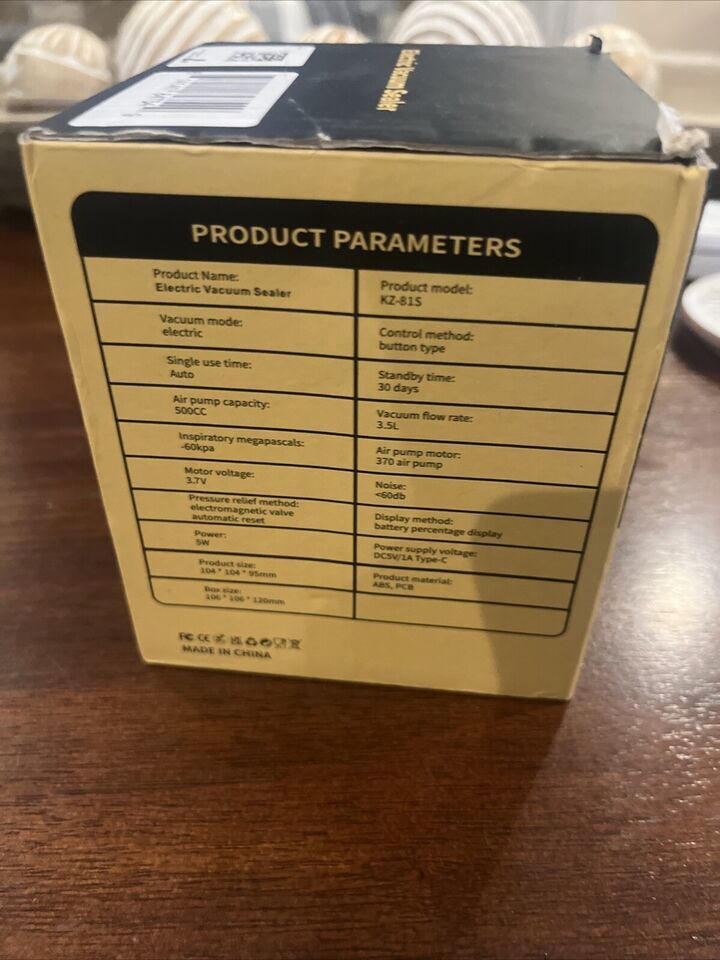 Electric Vacuum Sealer
PRODUCT PARAMETERS
Product Name:
Electric Vacuum Sealer
Product model:
KZ-81S
Vacuum mode:
electric
Control method:
button type
Single use time:
Auto
Standby time:
30 days
Air pump capacity:
500CC
Vacuum flow rate:
3.5L
Inspiratory megapascals:
-60kpa
Air pump motor:
370 air pump
Motor voltage:
3.7V
Noise:
<60db
Pressure relief method:
electromagnetic valve
automatic reset
Display method:
battery percentage display
Power:
5W
Power supply voltage:
DC5V/1A Type-C
Product size:
104 * 104 * 95mm
Product material:
ABS, PCB
Box size:
106 * 106 * 120mm
FC CE
MADE IN CHINA